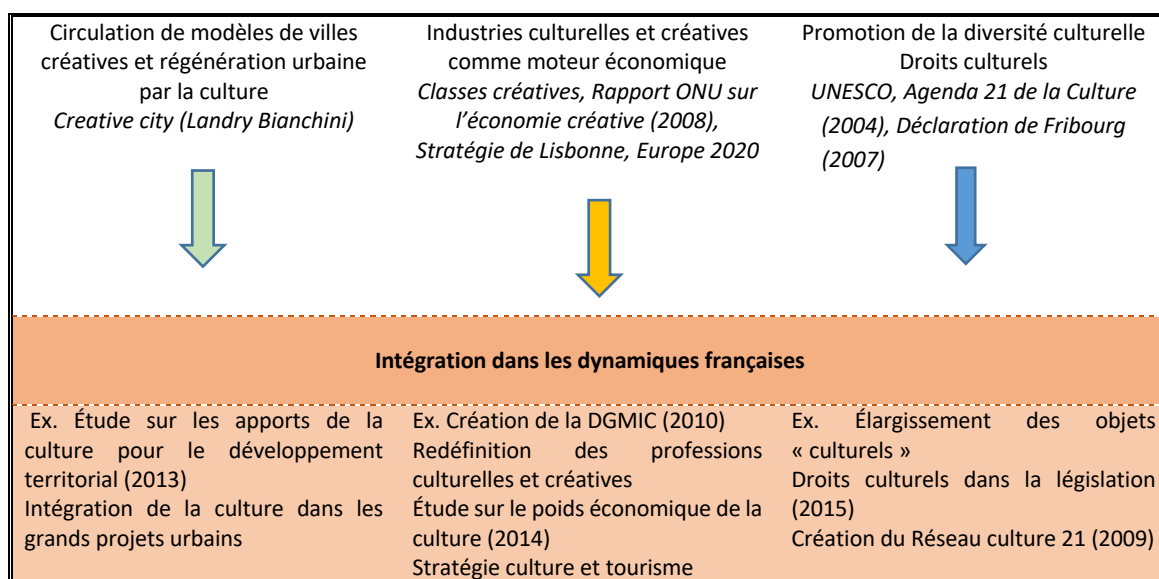 Circulation de modèles de villes
créatives et régénération urbaine
par la culture
Creative city (Landry Bianchini)
Industries culturelles et créatives
comme moteur économique
Classes créatives, Rapport ONU sur
l’économie créative (2008),
Stratégie de Lisbonne, Europe 2020
Promotion de la diversité culturelle
Droits culturels
UNESCO, Agenda 21 de la Culture
(2004), Déclaration de Fribourg
(2007)
Intégration dans les dynamiques françaises
Ex. Étude sur les apports de la
culture pour le développement
territorial (2013)
Intégration de la culture dans les
grands projets urbains
Ex. Création de la DGMIC (2010)
Redéfinition des professions
culturelles et créatives
Étude sur le poids économique de la
culture (2014)
Stratégie culture et tourisme
Ex. Élargissement des objets
« culturels »
Droits culturels dans la législation
(2015)
Création du Réseau culture 21 (2009)